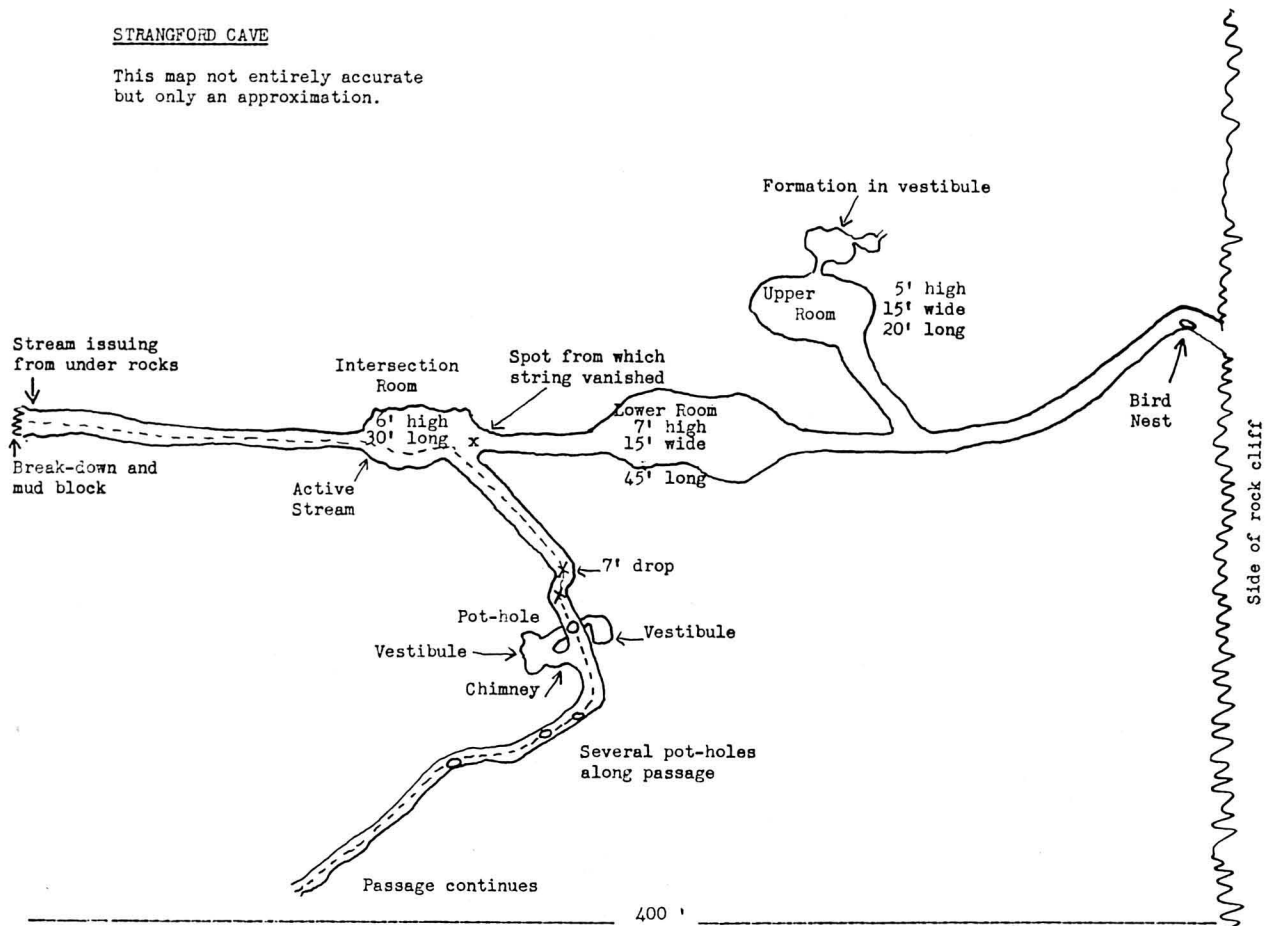 STRANGFORD CAVE
This map not entirely accurate
but only an approximation.
Formation in vestibule
Upper
Room
5' high
15' wide
20' long
Stream issuing
from under rocks
Intersection
Room
Spot from which
string vanished
6' high
30' long
x
Lower Room
7' high
15' wide
45' long
Bird
Nest
Side of rock cliff
Break-down and
mud block
Active
Stream
7' drop
Pot-hole
Vestibule
Vestibule
Chimney
Several pot-holes
along passage
Passage continues
400 '